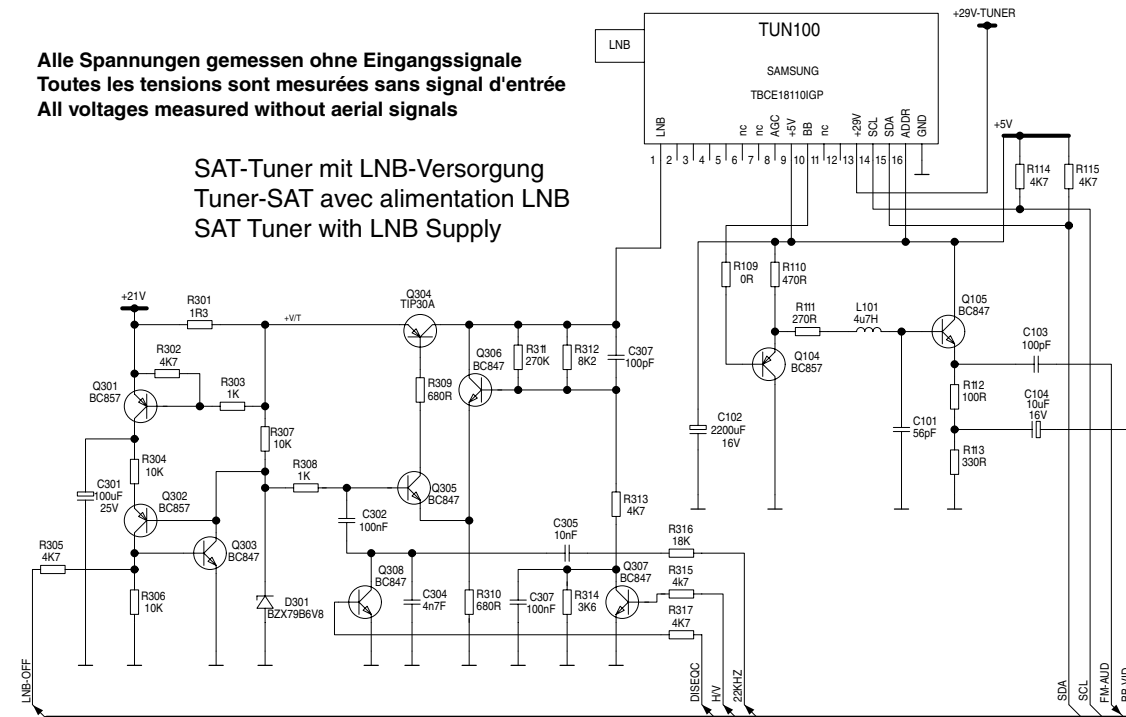 +29V-TUNER
LNB
TUN100
SAMSUNG
TBCE18110IGP
Alle Spannungen gemessen ohne Eingangssignale
Toutes les tensions sont mesurées sans signal d'entrée
All voltages measured without aerial signals
SAT-Tuner mit LNB-Versorgung
Tuner-SAT avec alimentation LNB
SAT Tuner with LNB Supply
LNB
nc
nc
AGC
+5V
BB
nc
+29V
SCL
SDA
ADDR
GND
1 2 3 4 5 6 7 8 9 10 11 12 13 14 15 16
+5V
R114
4K7
R115
4K7
R109
0R
R110
470R
R111
270R
L101
4u7H
Q105
BC847
C103
100pF
Q104
BC857
R112
100R
C104
10uF
16V
C102
2200uF
16V
C101
56pF
R113
330R
+21V
R301
1R3
+V/T
Q304
TIP30A
R302
4K7
R303
1K
Q301
BC857
R309
680R
Q306
BC847
R311
270K
R312
8K2
C307
100pF
R307
10K
R304
10K
R308
1K
C301
100uF
25V
Q302
BC857
Q305
BC847
R313
4K7
C302
100nF
C305
10nF
R316
18K
R305
4K7
Q303
BC847
Q308
BC847
Q307
BC847
R315
4k7
R306
10K
D301
BZX79B6V8
C304
4n7F
R310
680R
C307
100nF
R314
3K6
R317
4K7
LNB-OFF
DISEQC
H/V
22KHZ
SDA
SCL
FM-AUD
BB-VID